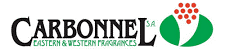 CARBONNEL S.A.
EASTERN & WESTERN FRAGRANCES